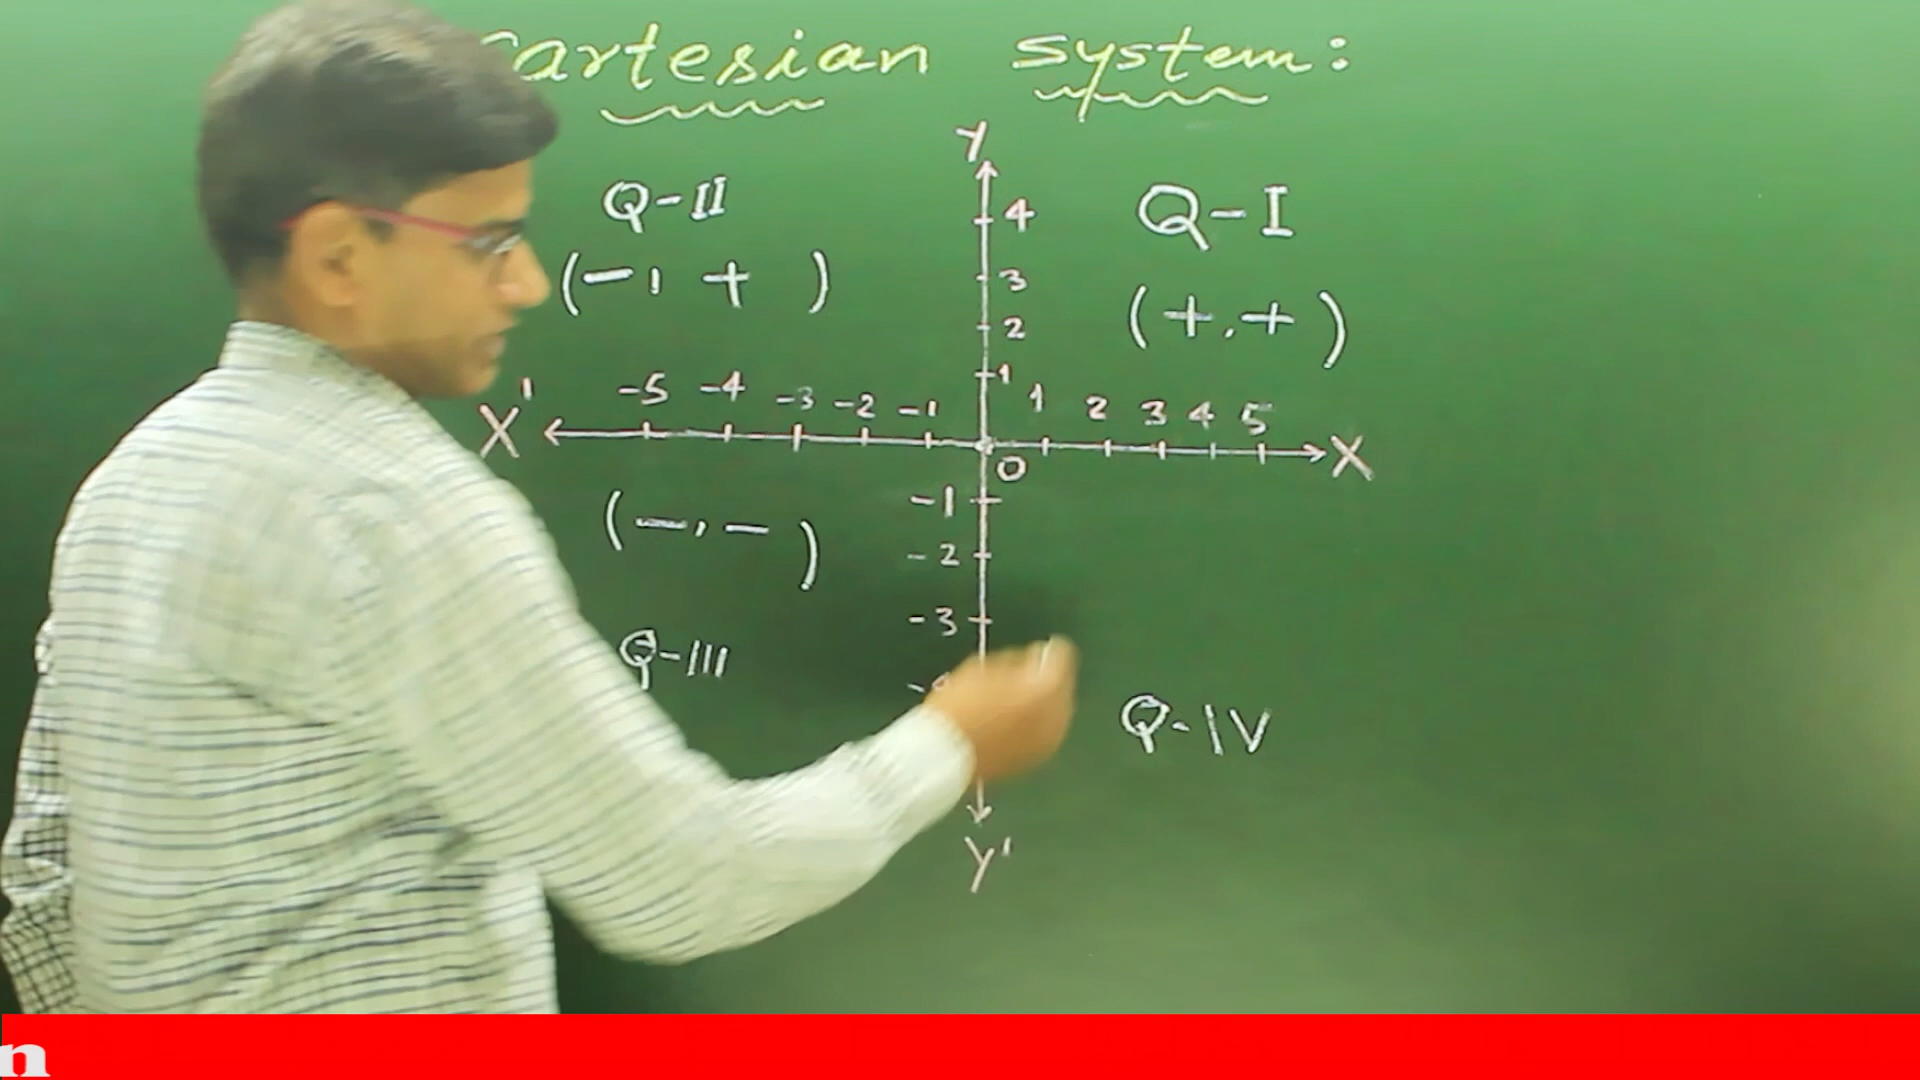 Cartesian system:
Y
Q-II
Q-I
4
(-, +)
3
(+, +)
2
1
-5 -4 -3 -2 -1
1 2 3 4 5
X'
X
0
-1
(-, -)
-2
-3
Q-III
Q-IV
Y'
n